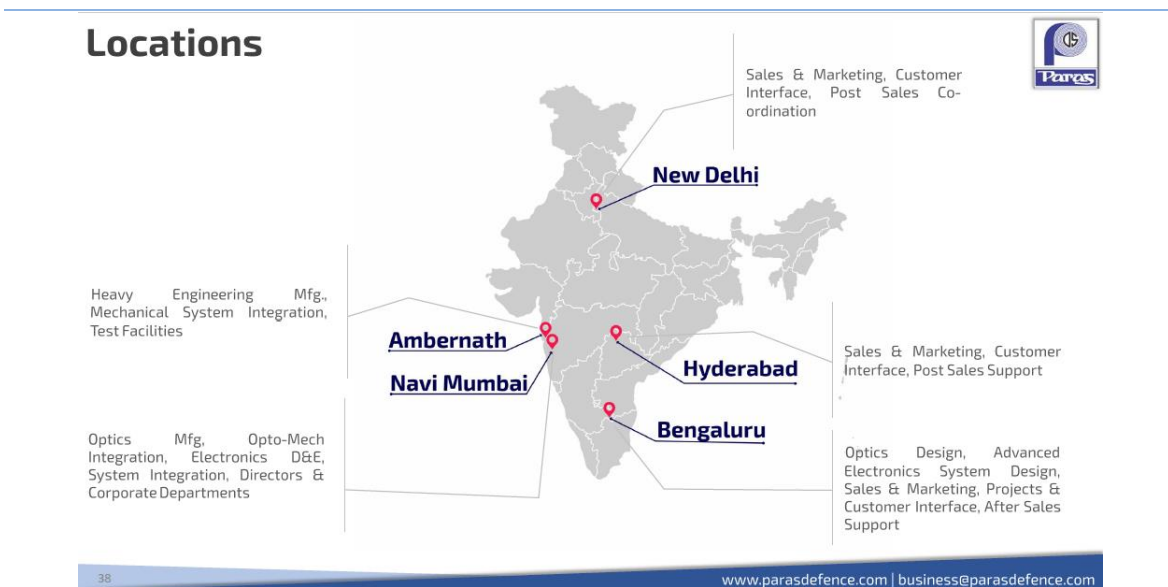 Locations
Paras
Sales & Marketing, Customer
Interface, Post Sales Co-
ordination
New Delhi
Heavy Engineering Mfg.,
Mechanical System Integration,
Test Facilities
Ambernath
Navi Mumbai
Hyderabad
Sales & Marketing, Customer
Interface, Post Sales Support
Bengaluru
Optics Mfg, Opto-Mech
Integration, Electronics D&E,
System Integration, Directors &
Corporate Departments
Optics Design, Advanced
Electronics System Design,
Sales & Marketing, Projects &
Customer Interface, After Sales
Support
38
www.parasdefence.com | business@parasdefence.com